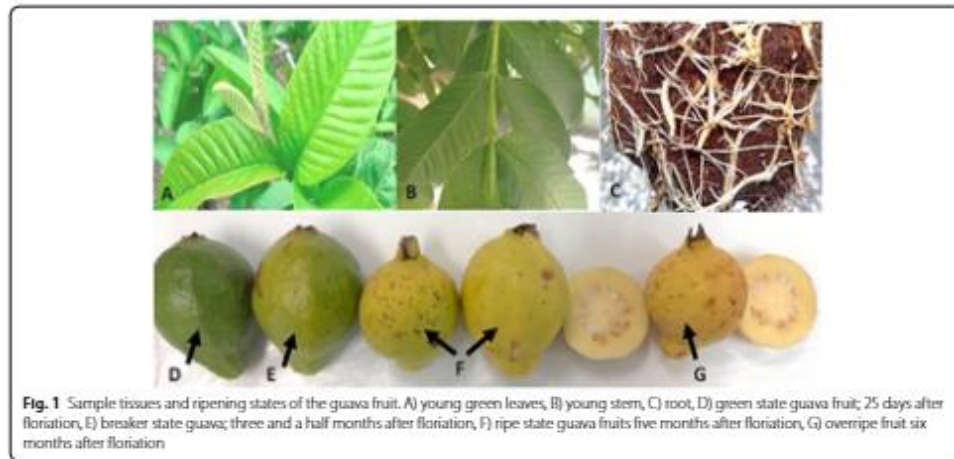 A
B
C
D
E
F
G
Fig. 1 Sample tissues and ripening states of the guava fruit. A) young green leaves, B) young stem, C) root, D) green state guava fruit; 25 days after
floriation, E) breaker state guava; three and a half months after floriation, F) ripe state guava fruits five months after floriation, G) overripe fruit six
months after floriation